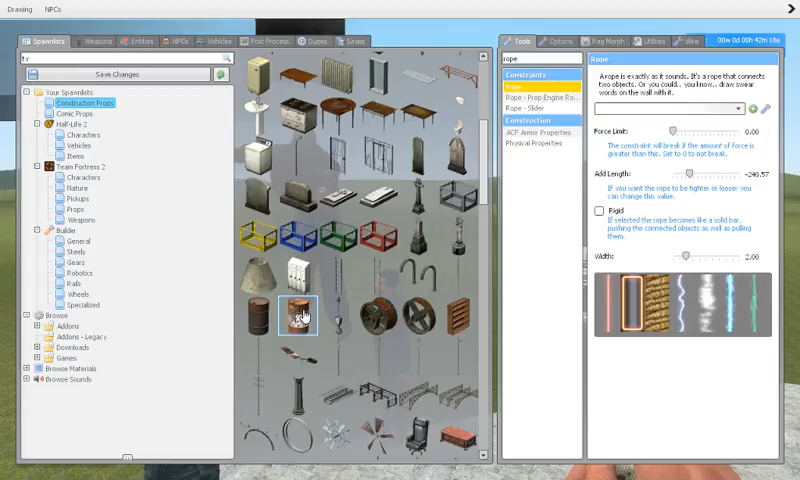 Drawing NPCs
Spawnlists Weapons Entities NPCs Vehicles Post Process Dupes Saves
tv
Save Changes
Your Spawnlists
Construction Props
Comic Props
Half-Life 2
Characters
Vehicles
Items
Team Fortress 2
Characters
Nature
Pickups
Props
Weapons
Builder
General
Steels
Gears
Robotics
Rails
Wheels
Specialized
Browse
Addons
Addons - Legacy
Downloads
Games
Browse Materials
Browse Sounds
Tools Options Rag Morph Utilities Wire 00w 0d 00h 42m 16s
rope
Constraints
Rope
Rope - Prop Engine Ro...
Rope - Slider
Construction
ACF Armor Properties
Physical Properties
Rope
A rope is exactly as it sounds. It's a rope that connects
two objects. Or you could.. you know.. draw swear
words on the wall with it.
Force Limit: 0.00
The constraint will break if the amount of force is
greater than this. Set to 0 to not break.
Add Length: -240.57
If you want the rope to be tighter or looser you
can change this value.
Rigid
If selected the rope becomes like a solid bar,
pushing the connected objects as well as pulling
them.
Width: 2.00